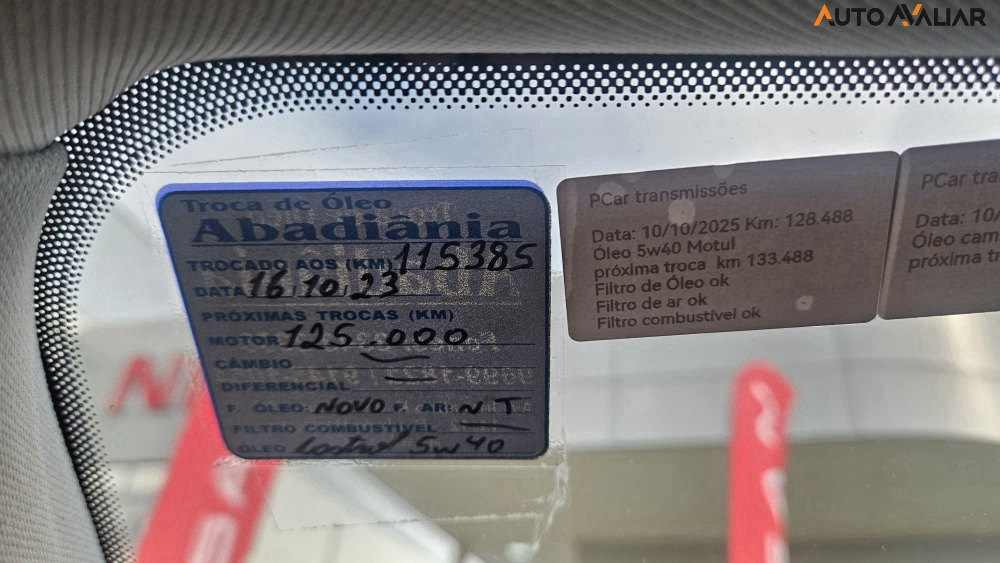 AUTO AVALIAR
Troca de Óleo
Abadiânia
TROCADO AOS (KM) 115385
DATA 16.10.23
PRÓXIMAS TROCAS (KM)
MOTOR 125.000
CÂMBIO
DIFERENCIAL
F. ÓLEO: NOVO F. AR: NT
FILTRO COMBUSTÍVEL
ÓLEO 5W40
PCar transmissões
Data: 10/10/2025 Km: 128.488
Óleo 5w40 Motul
próxima troca km 133.488
Filtro de Óleo ok
Filtro de ar ok
Filtro combustível ok
PCar tra
Data: 10/
Óleo cam
próxima t